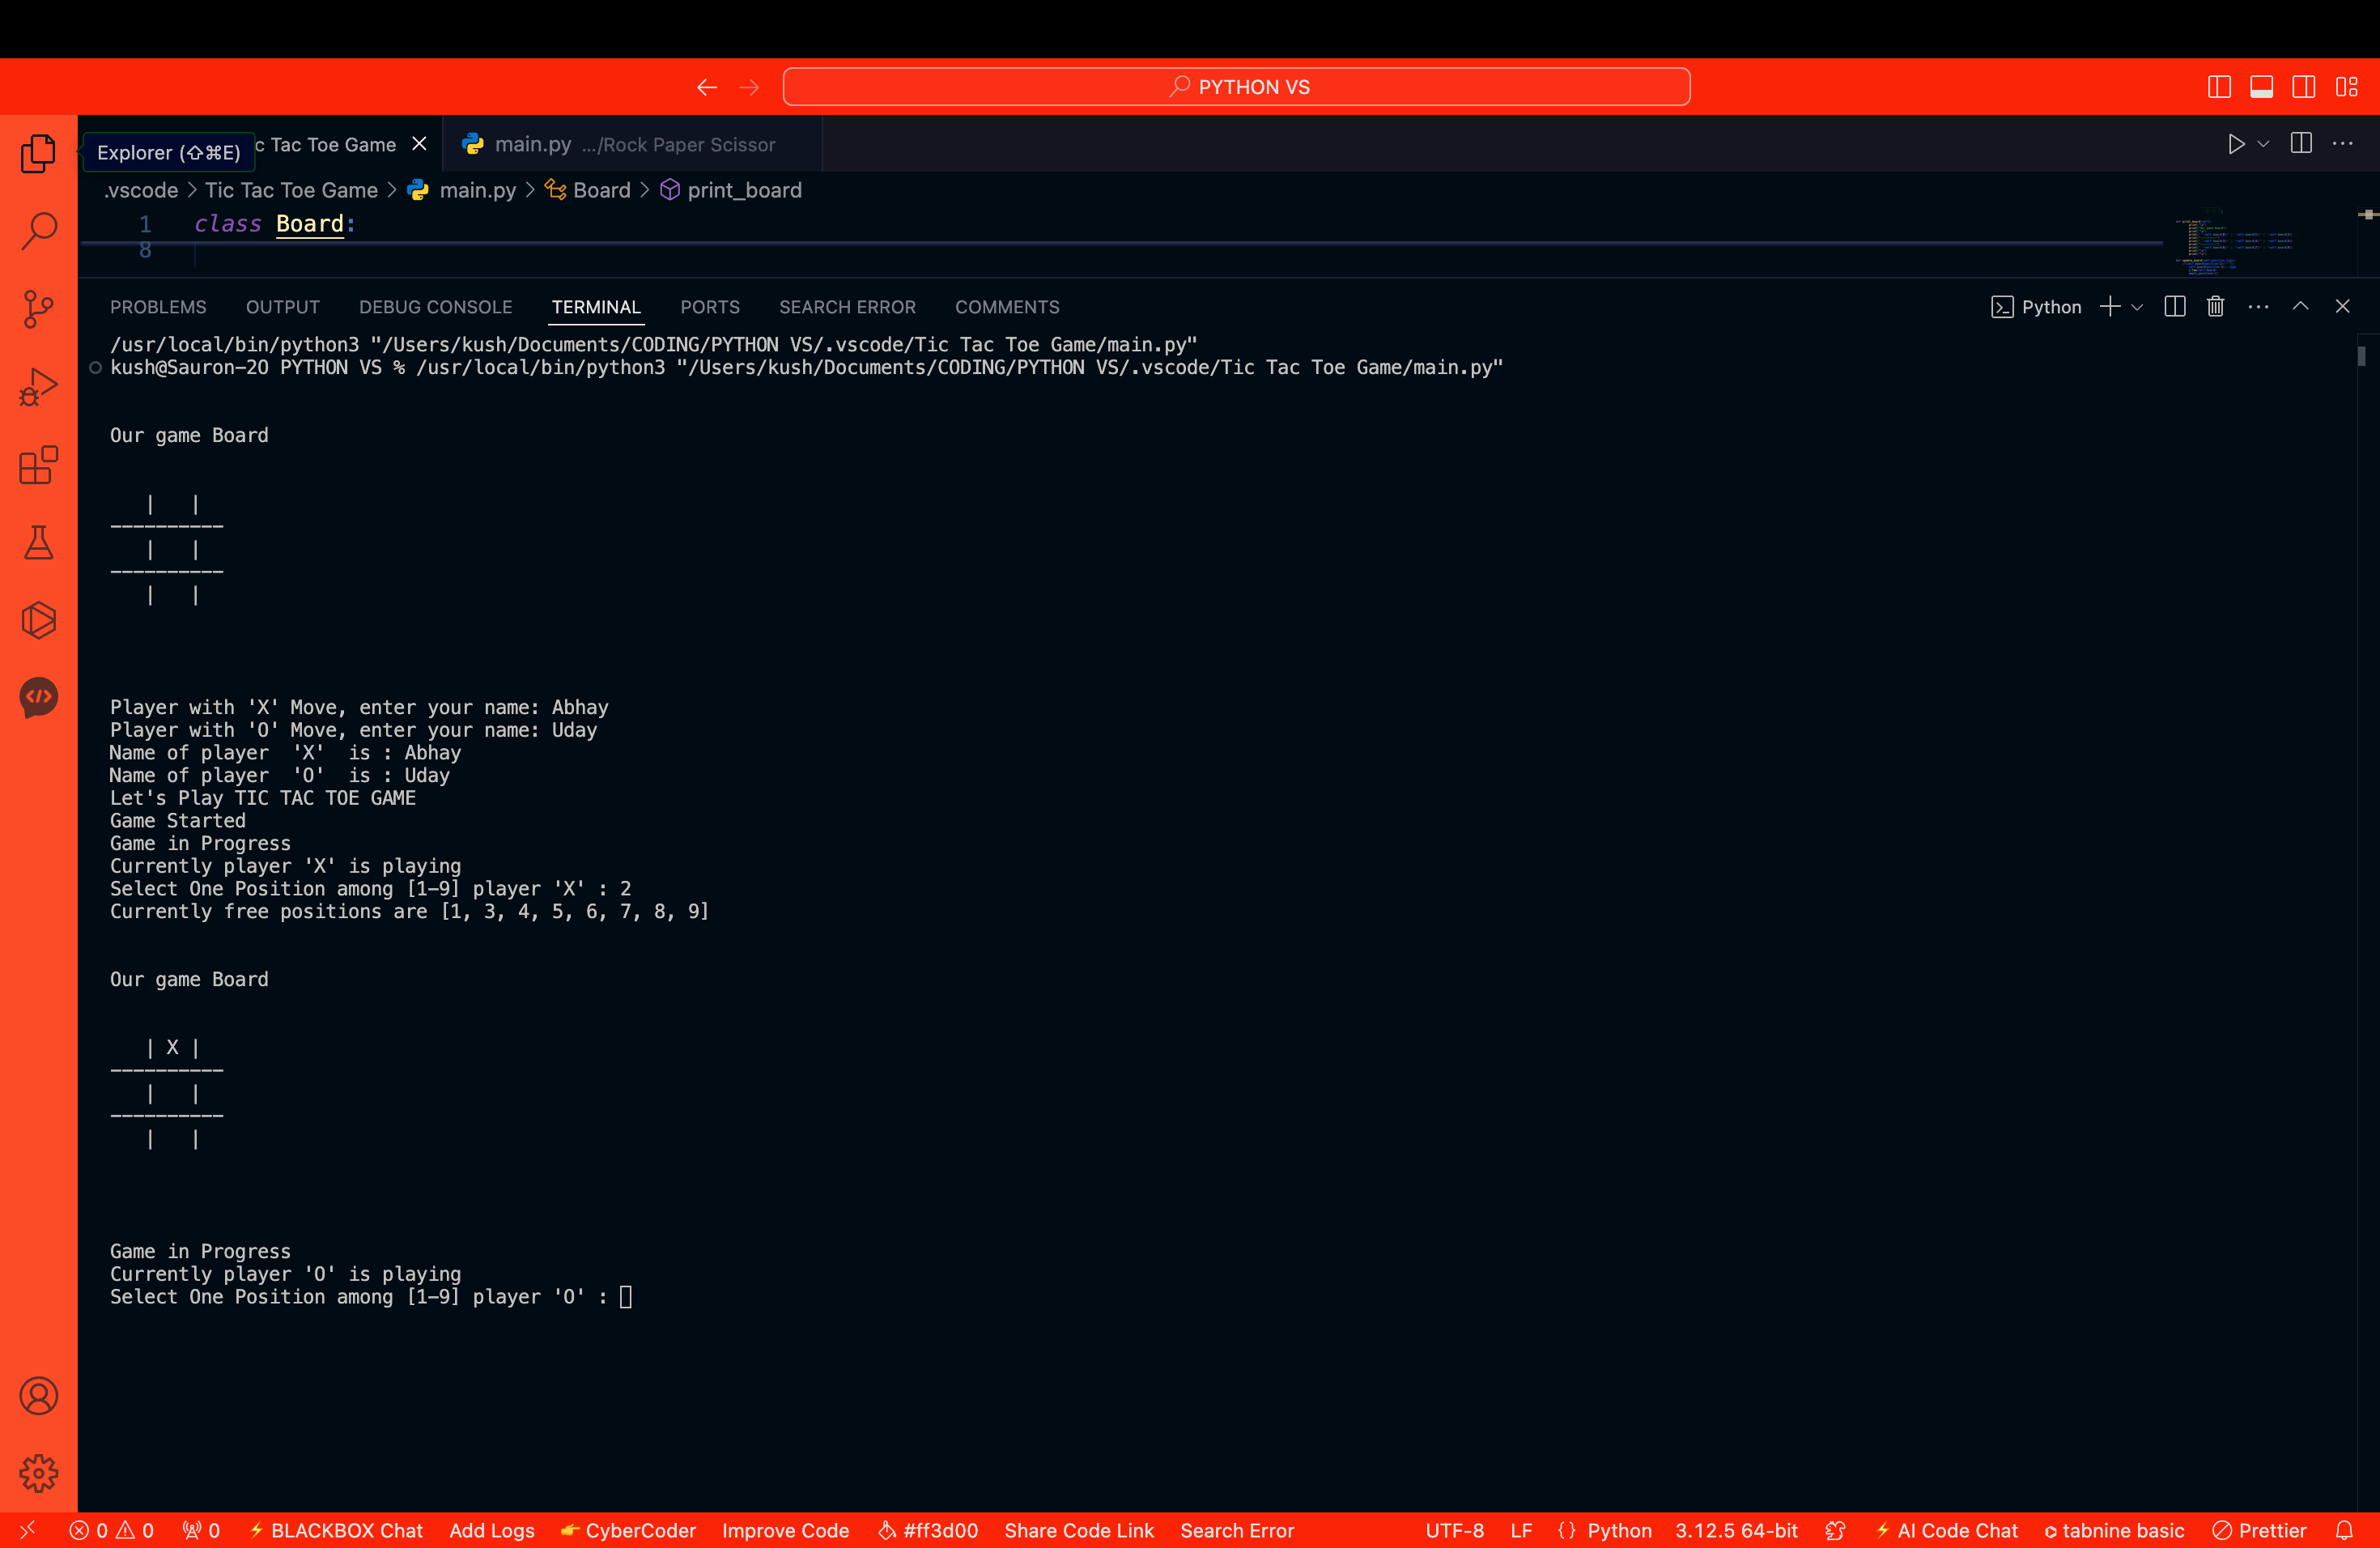 PYTHON VS
Explorer (⇧⌘E)
c Tac Toe Game
main.py .../Rock Paper Scissor
.vscode > Tic Tac Toe Game > main.py > Board > print_board
1 class Board:
8
PROBLEMS OUTPUT DEBUG CONSOLE TERMINAL PORTS SEARCH ERROR COMMENTS
Python
/usr/local/bin/python3 "/Users/kush/Documents/CODING/PYTHON VS/.vscode/Tic Tac Toe Game/main.py"
kush@Sauron-20 PYTHON VS % /usr/local/bin/python3 "/Users/kush/Documents/CODING/PYTHON VS/.vscode/Tic Tac Toe Game/main.py"
Our game Board
|   |
----------
|   |
----------
|   |
Player with 'X' Move, enter your name: Abhay
Player with 'O' Move, enter your name: Uday
Name of player  'X'  is : Abhay
Name of player  'O'  is : Uday
Let's Play TIC TAC TOE GAME
Game Started
Game in Progress
Currently player 'X' is playing
Select One Position among [1-9] player 'X' : 2
Currently free positions are [1, 3, 4, 5, 6, 7, 8, 9]
Our game Board
| X |
----------
|   |
----------
|   |
Game in Progress
Currently player 'O' is playing
Select One Position among [1-9] player 'O' :
0 0 0 BLACKBOX Chat Add Logs CyberCoder Improve Code #ff3d00 Share Code Link Search Error UTF-8 LF {} Python 3.12.5 64-bit AI Code Chat tabnine basic Prettier